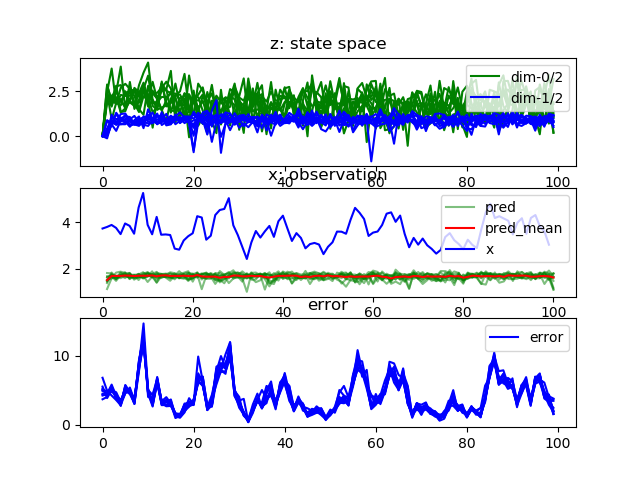 z: state space
2.5
0.0
dim-0/2
dim-1/2
0 20 40 60 80 100
x: observation
4
2
pred
pred_mean
x
0 20 40 60 80 100
error
10
0
error
0 20 40 60 80 100